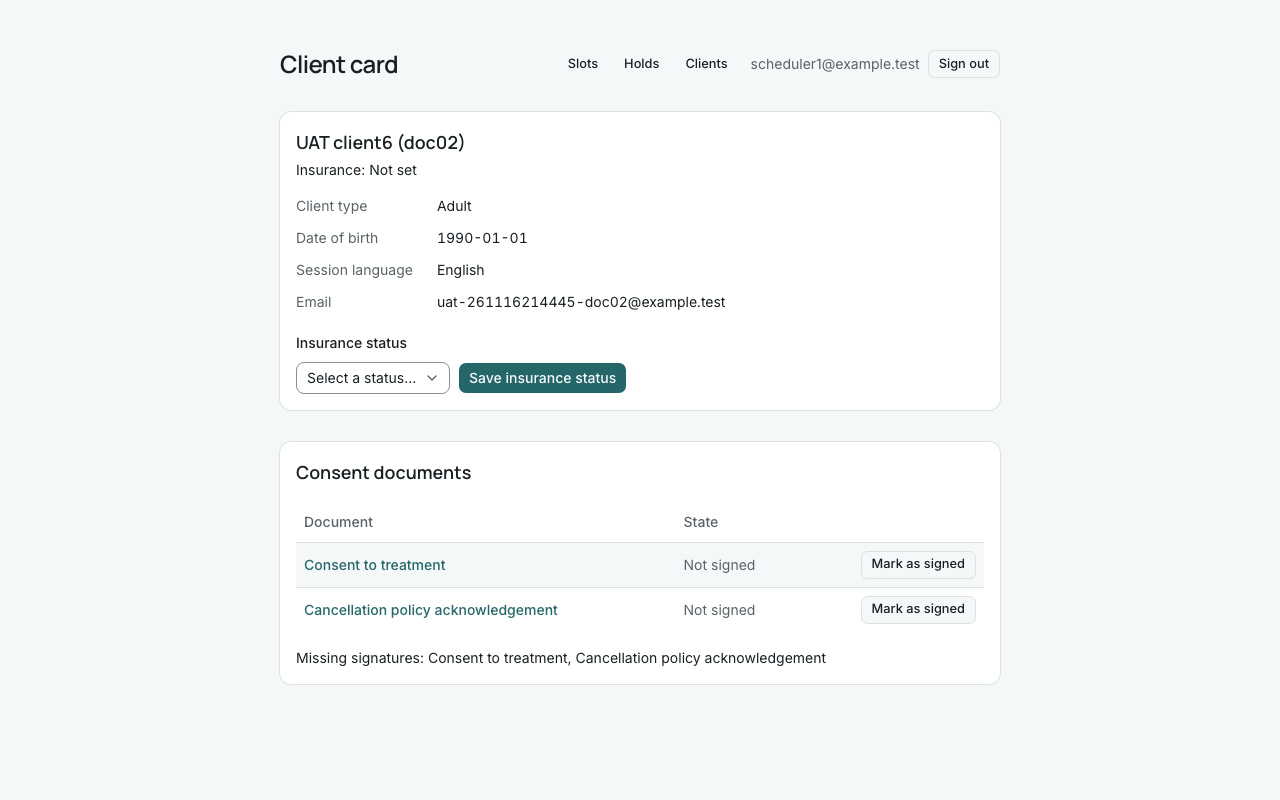 Client card
Slots Holds Clients scheduler1@example.test Sign out
UAT client6 (doc02)
Insurance: Not set
Client type Adult
Date of birth 1990-01-01
Session language English
Email uat-261116214445-doc02@example.test
Insurance status
Select a status... Save insurance status
Consent documents
Document State
Consent to treatment Not signed Mark as signed
Cancellation policy acknowledgement Not signed Mark as signed
Missing signatures: Consent to treatment, Cancellation policy acknowledgement